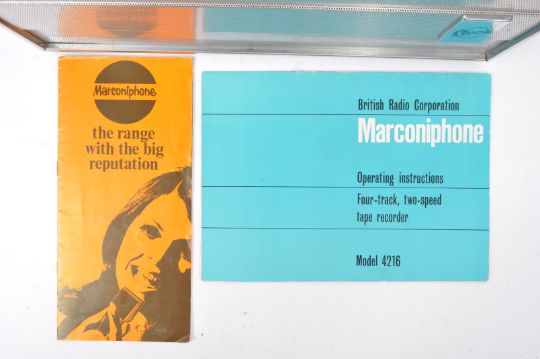 Marconiphone
the range
with the big
reputation
British Radio Corporation
Marconiphone
Operating instructions
Four-track, two-speed
tape recorder
Model 4216